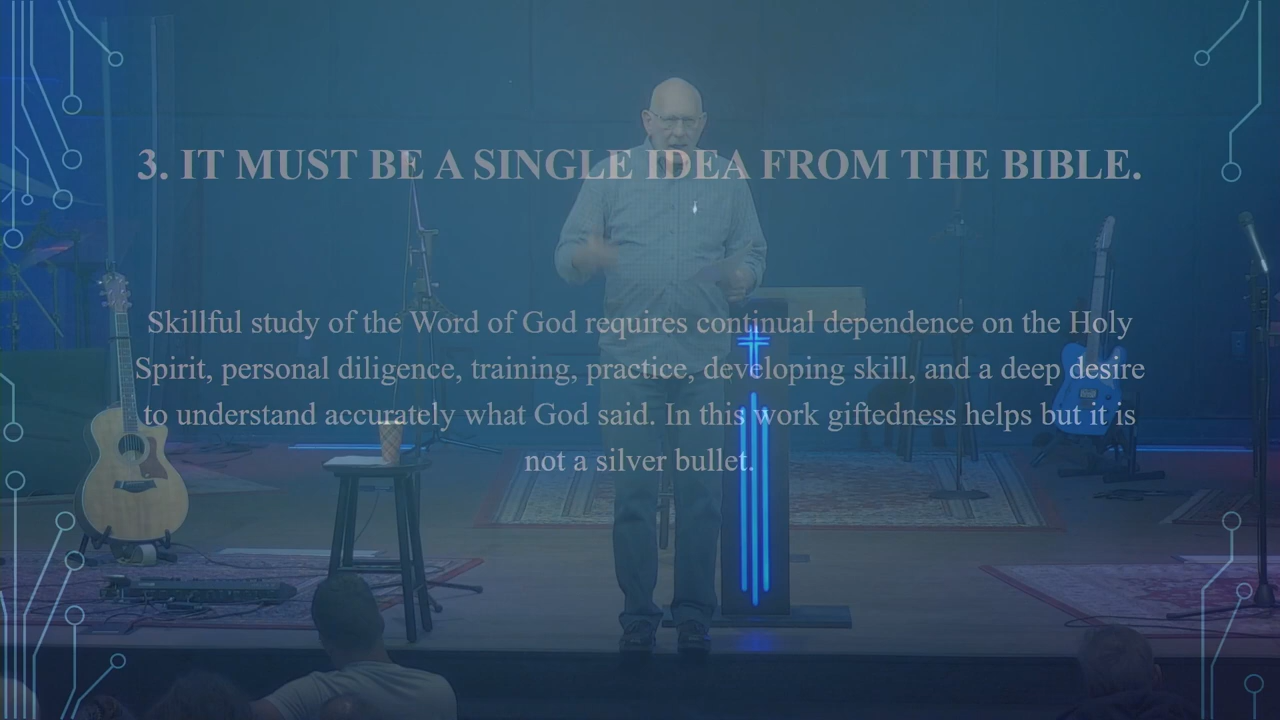 3. IT MUST BE A SINGLE IDEA FROM THE BIBLE.
Skillful study of the Word of God requires continual dependence on the Holy
Spirit, personal diligence, training, practice, developing skill, and a deep desire
to understand accurately what God said. In this work giftedness helps but it is
not a silver bullet.